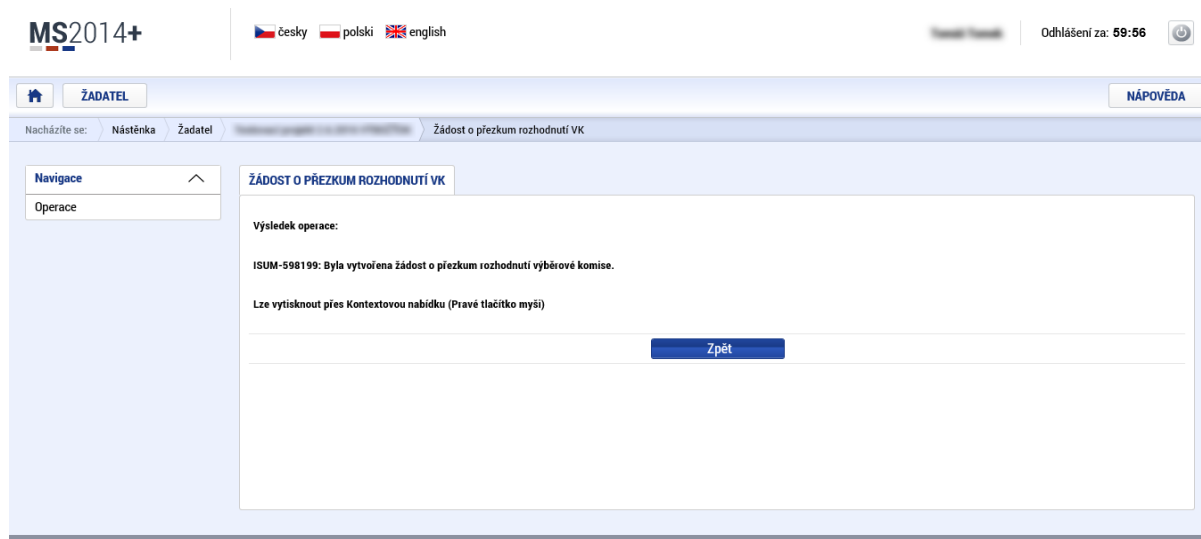 MS2014+
česky polski english
Odhlášení za: 59:56
ŽADATEL
NÁPOVĚDA
Nacházíte se: Nástěnka Žadatel Žádost o přezkum rozhodnutí VK
Navigace
Operace
ŽÁDOST O PŘEZKUM ROZHODNUTÍ VK
Výsledek operace:
ISUM-598199: Byla vytvořena žádost o přezkum rozhodnutí výběrové komise.
Lze vytisknout přes Kontextovou nabídku (Pravé tlačítko myši)
Zpět